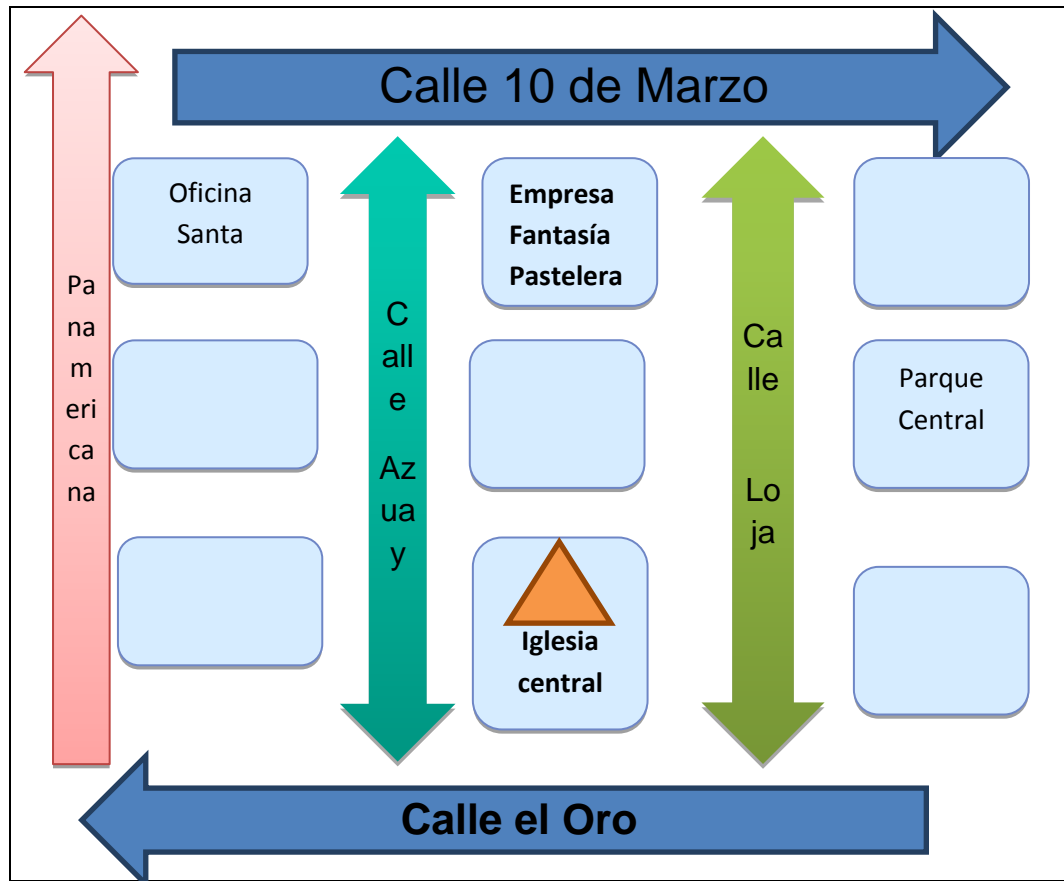 Calle 10 de Marzo
Oficina
Santa
Empresa
Fantasía
Pastelera
Pa
na
m
eri
ca
na
C
all
e
Az
ua
y
Ca
lle
Lo
ja
Parque
Central
Iglesia
central
Calle el Oro